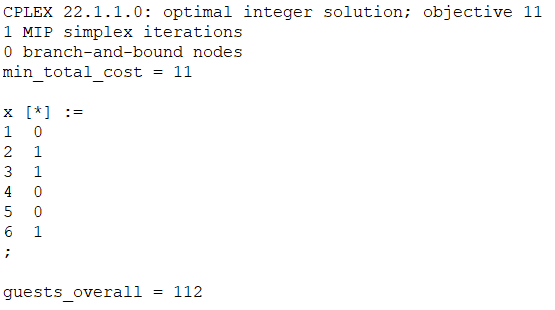 CPLEX 22.1.1.0: optimal integer solution; objective 11
1 MIP simplex iterations
0 branch-and-bound nodes
min_total_cost = 11
x [*] :=
1  0
2  1
3  1
4  0
5  0
6  1
;
guests_overall = 112